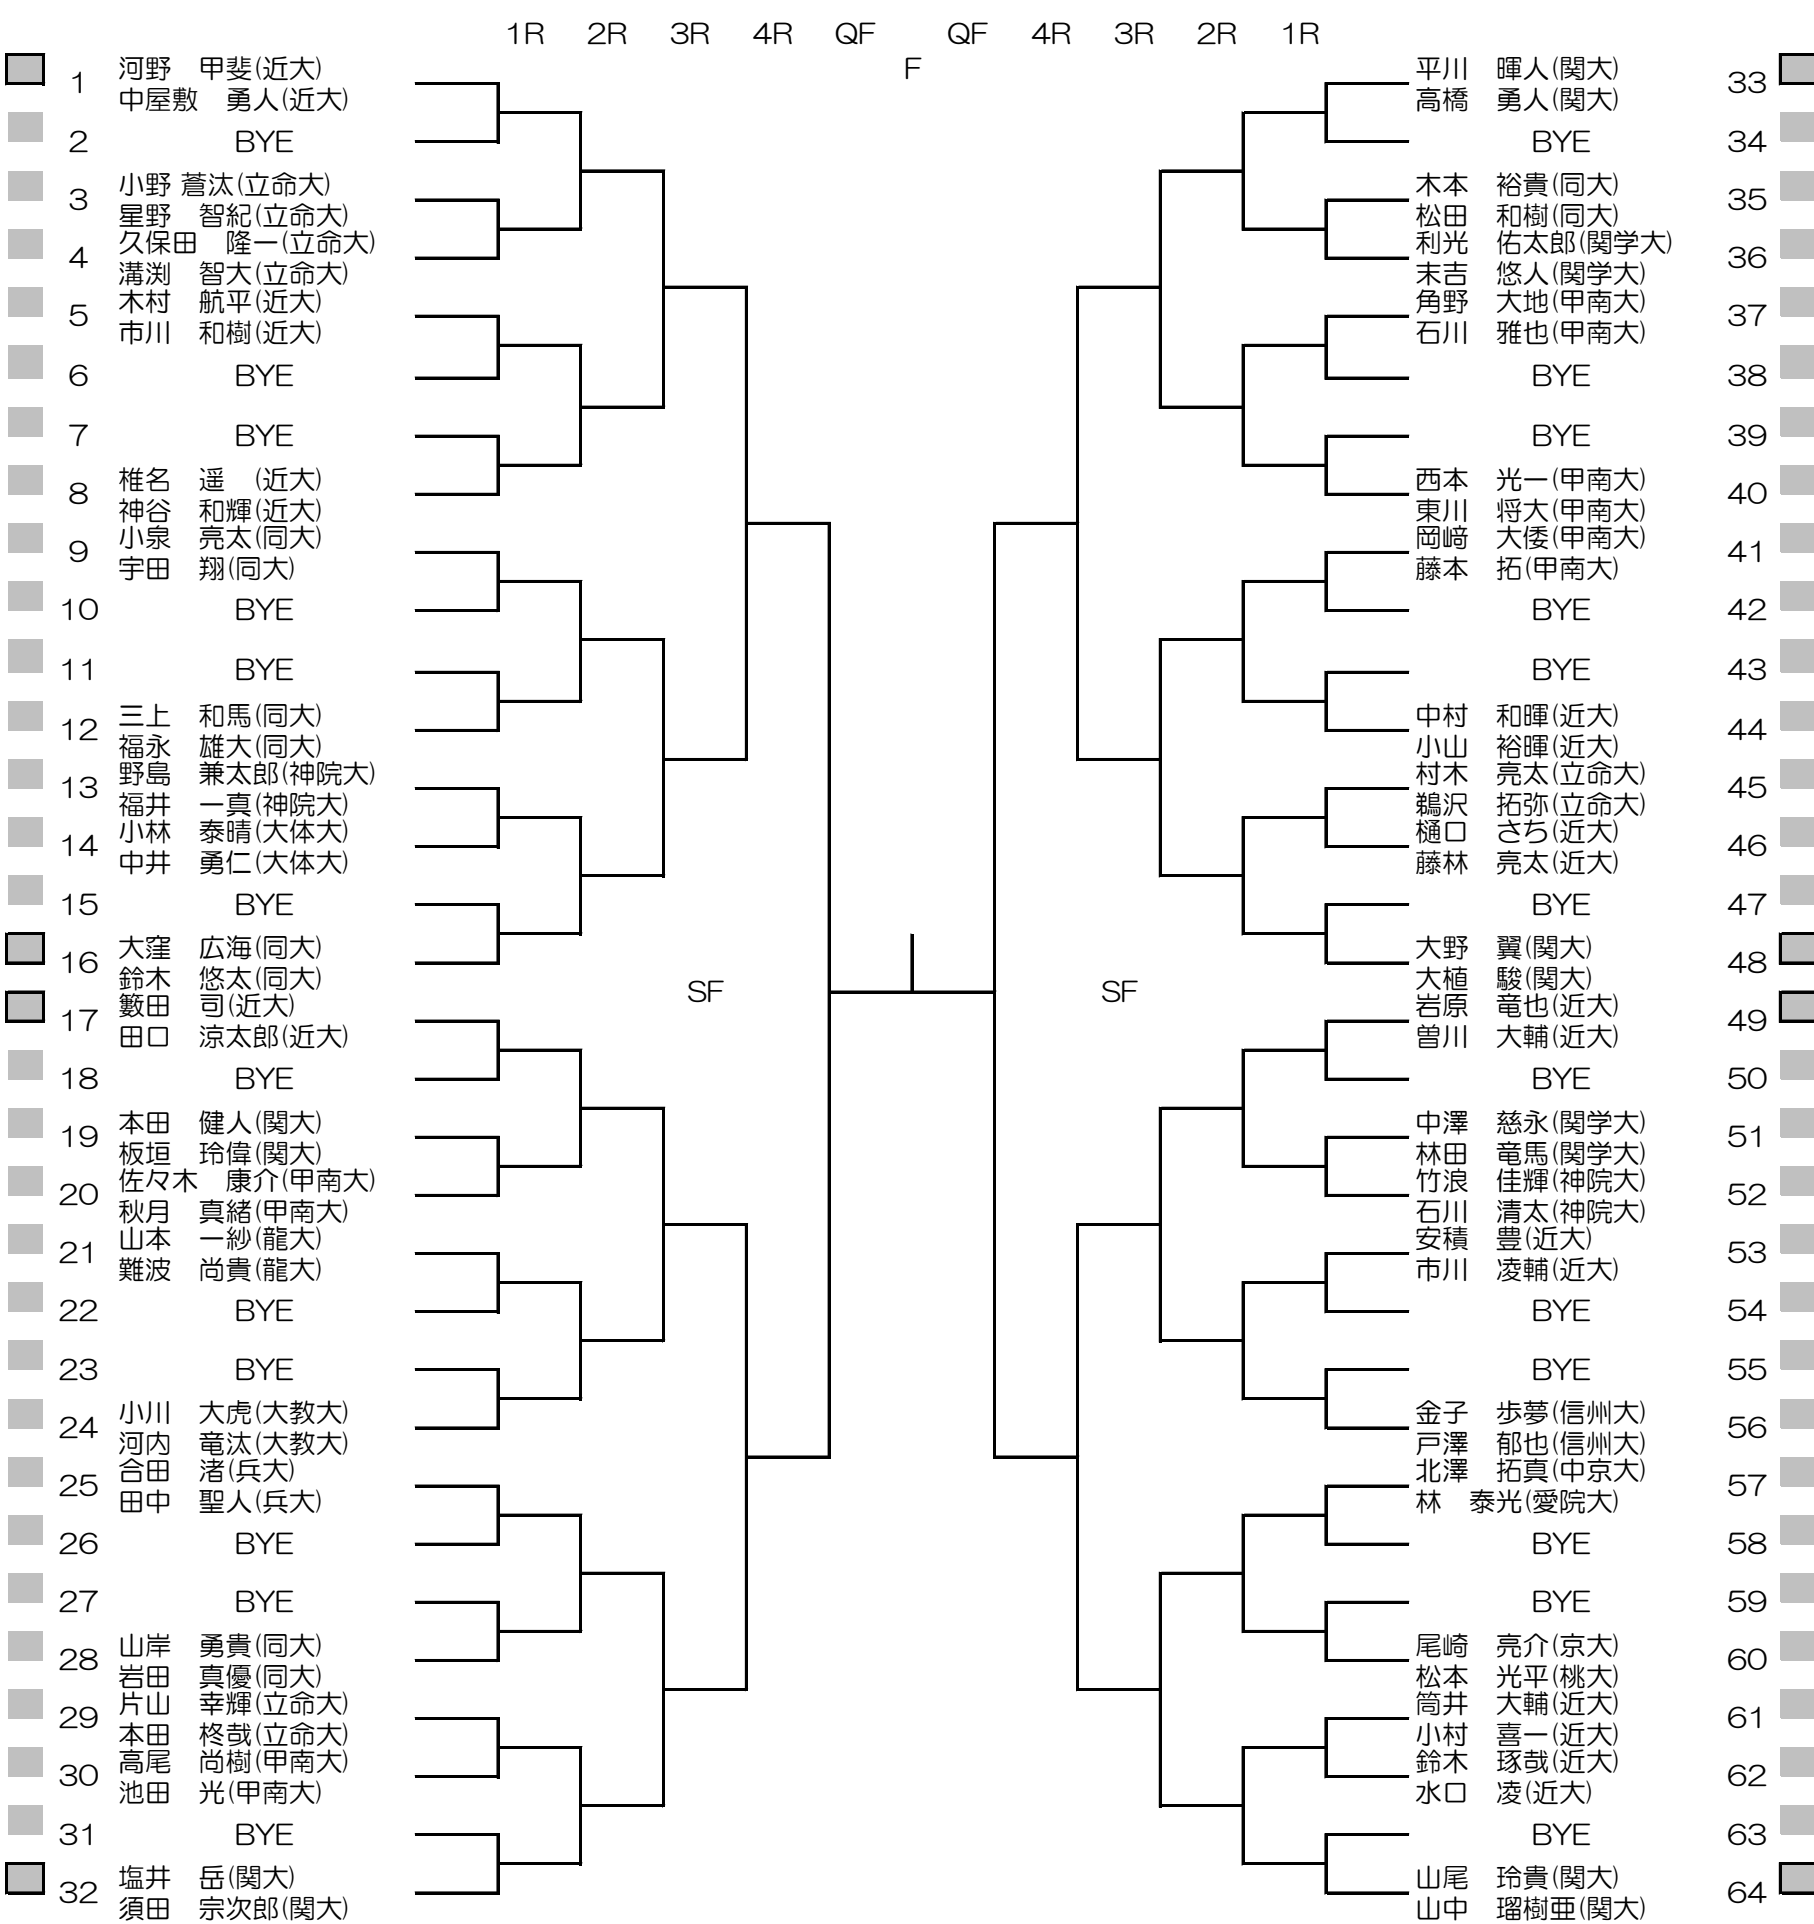 1R 2R 3R 4R QF QF 4R 3R 2R 1R
F
1 河野　甲斐(近大)
中屋敷　勇人(近大)
2 BYE
3 小野 蒼汰(立命大)
星野　智紀(立命大)
4 久保田　隆一(立命大)
溝渕　智大(立命大)
5 木村　航平(近大)
市川　和樹(近大)
6 BYE
7 BYE
8 椎名　遥　(近大)
神谷　和輝(近大)
9 小泉　亮太(同大)
宇田　翔(同大)
10 BYE
11 BYE
12 三上　和馬(同大)
福永　雄大(同大)
13 野島　兼太郎(神院大)
福井　一真(神院大)
14 小林　泰晴(大体大)
中井　勇仁(大体大)
15 BYE
16 大窪　広海(同大)
鈴木　悠太(同大)
17 籔田　司(近大)
田口　涼太郎(近大)
18 BYE
19 本田　健人(関大)
板垣　玲偉(関大)
20 佐々木　康介(甲南大)
秋月　真緒(甲南大)
21 山本　一紗(龍大)
難波　尚貴(龍大)
22 BYE
23 BYE
24 小川　大虎(大教大)
河内　竜汰(大教大)
25 合田　渚(兵大)
田中　聖人(兵大)
26 BYE
27 BYE
28 山岸　勇貴(同大)
岩田　真優(同大)
29 片山　幸輝(立命大)
本田　柊哉(立命大)
30 高尾　尚樹(甲南大)
池田　光(甲南大)
31 BYE
32 塩井　岳(関大)
須田　宗次郎(関大)
SF SF
平川　暉人(関大) 33
高橋　勇人(関大)
BYE 34
木本　裕貴(同大) 35
松田　和樹(同大)
利光　佑太郎(関学大) 36
末吉　悠人(関学大)
角野　大地(甲南大) 37
石川　雅也(甲南大)
BYE 38
BYE 39
西本　光一(甲南大) 40
東川　将大(甲南大)
岡﨑　大倭(甲南大) 41
藤本　拓(甲南大)
BYE 42
BYE 43
中村　和暉(近大) 44
小山　裕暉(近大)
村木　亮太(立命大) 45
鵜沢　拓弥(立命大)
樋口　さち(近大) 46
藤林　亮太(近大)
BYE 47
大野　翼(関大) 48
大植　駿(関大)
岩原　竜也(近大) 49
曽川　大輔(近大)
BYE 50
中澤　慈永(関学大) 51
林田　竜馬(関学大)
竹浪　佳輝(神院大) 52
石川　清太(神院大)
安積　豊(近大) 53
市川　凌輔(近大)
BYE 54
BYE 55
金子　歩夢(信州大) 56
戸澤　郁也(信州大)
北澤　拓真(中京大) 57
林　泰光(愛院大)
BYE 58
BYE 59
尾崎　亮介(京大) 60
松本　光平(桃大)
筒井　大輔(近大) 61
小村　喜一(近大)
鈴木　琢哉(近大) 62
水口　凌(近大)
BYE 63
山尾　玲貴(関大) 64
山中　瑠樹亜(関大)